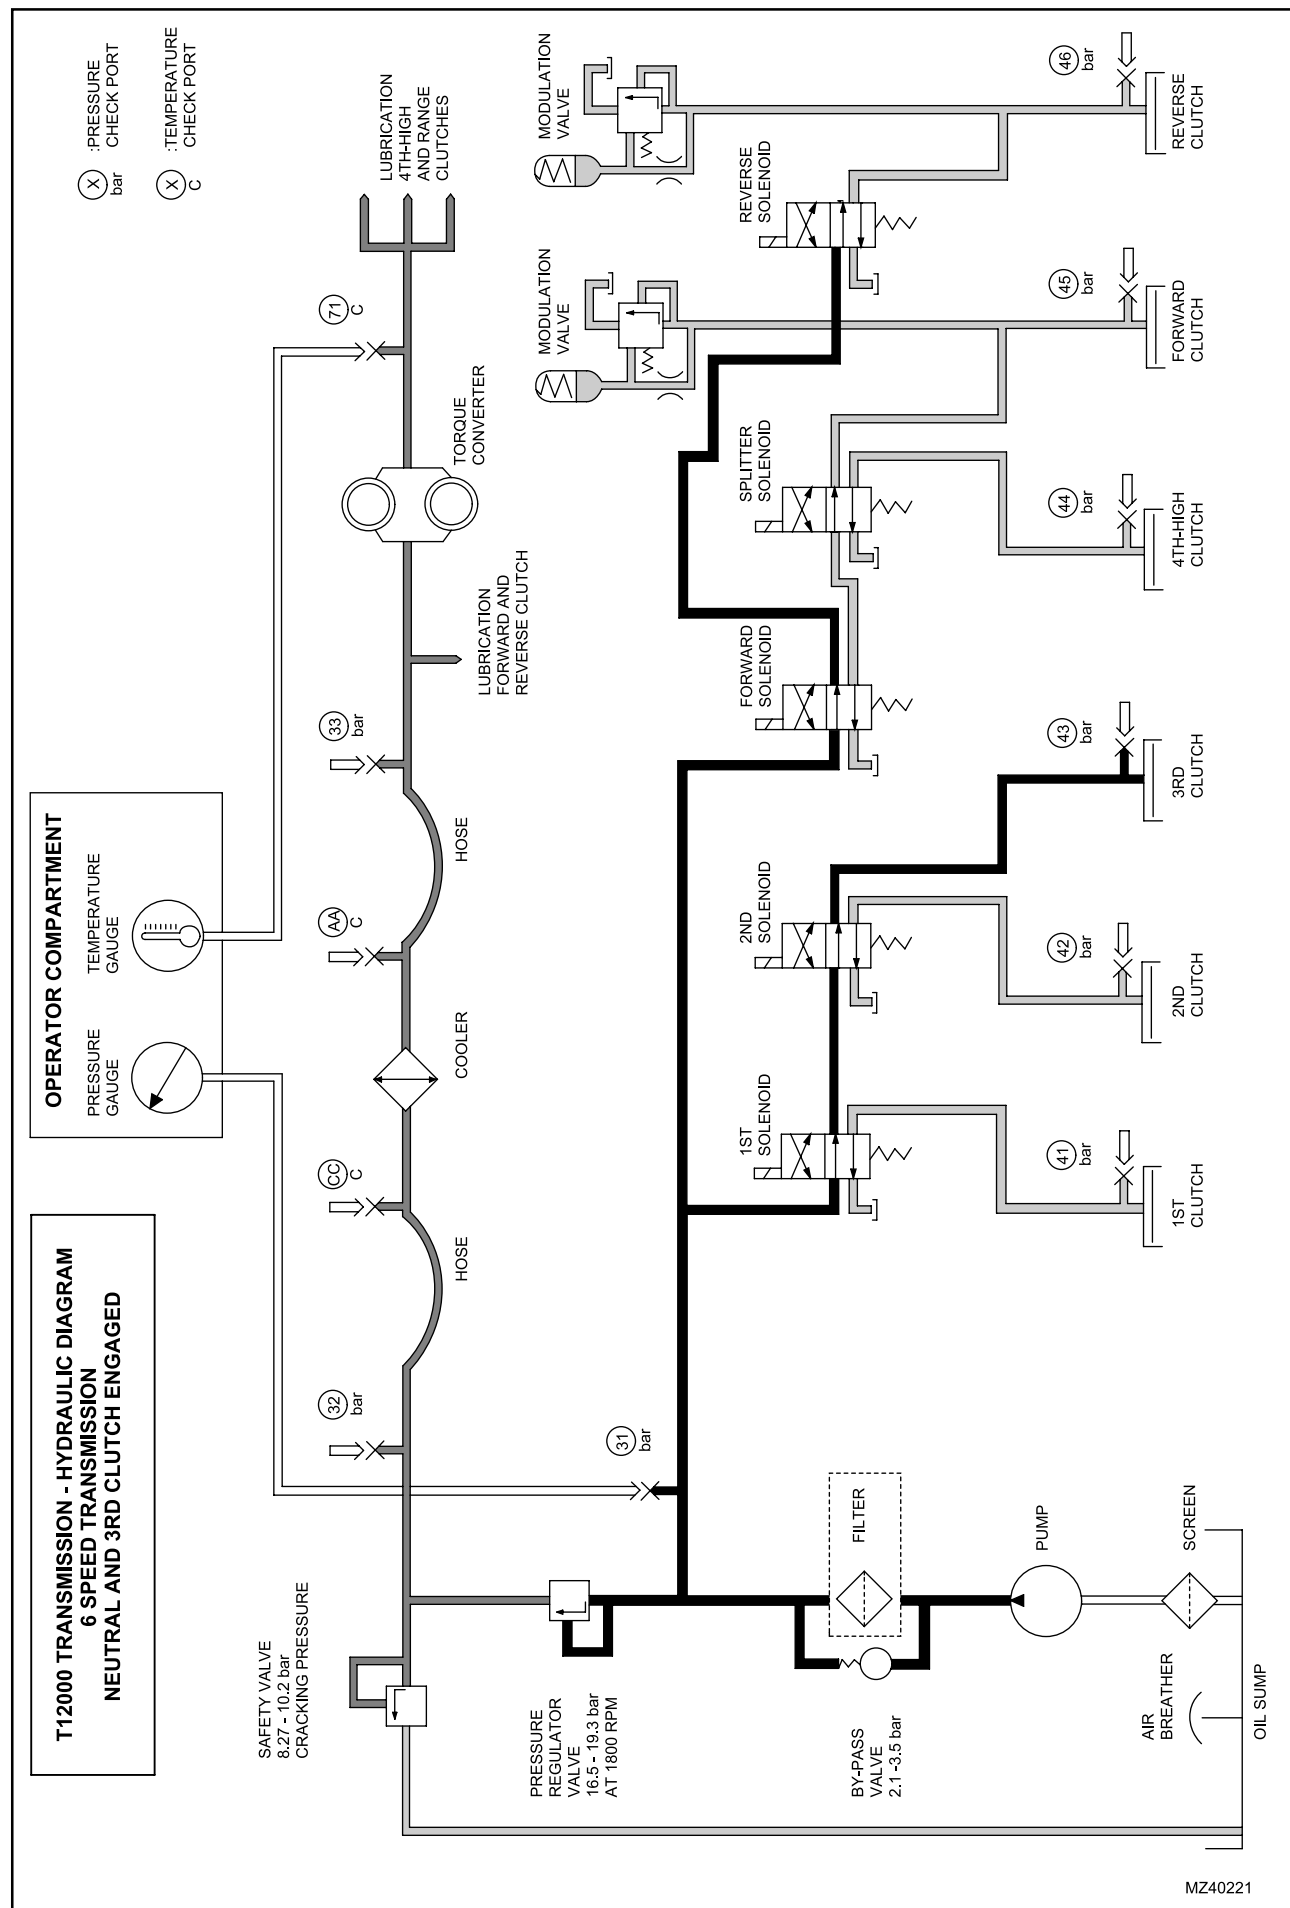 T12000 TRANSMISSION - HYDRAULIC DIAGRAM
6 SPEED TRANSMISSION
NEUTRAL AND 3RD CLUTCH ENGAGED
OPERATOR COMPARTMENT
PRESSURE
GAUGE
TEMPERATURE
GAUGE
X
bar
:PRESSURE
CHECK PORT
X
C
:TEMPERATURE
CHECK PORT
SAFETY VALVE
8.27 - 10.2 bar
CRACKING PRESSURE
32
bar
HOSE
CC
C
COOLER
AA
C
HOSE
33
bar
LUBRICATION
FORWARD AND
REVERSE CLUTCH
TORQUE
CONVERTER
71
C
LUBRICATION
4TH-HIGH
AND RANGE
CLUTCHES
PRESSURE
REGULATOR
VALVE
16.5 - 19.3 bar
AT 1800 RPM
31
bar
MODULATION
VALVE
MODULATION
VALVE
1ST
SOLENOID
2ND
SOLENOID
FORWARD
SOLENOID
SPLITTER
SOLENOID
REVERSE
SOLENOID
BY-PASS
VALVE
2.1 -3.5 bar
FILTER
PUMP
SCREEN
AIR
BREATHER
OIL SUMP
41
bar
42
bar
43
bar
44
bar
45
bar
46
bar
1ST
CLUTCH
2ND
CLUTCH
3RD
CLUTCH
4TH-HIGH
CLUTCH
FORWARD
CLUTCH
REVERSE
CLUTCH
MZ40221